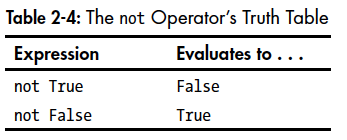 Table 2-4: The not Operator's Truth Table
Expression Evaluates to . . .
not True False
not False True